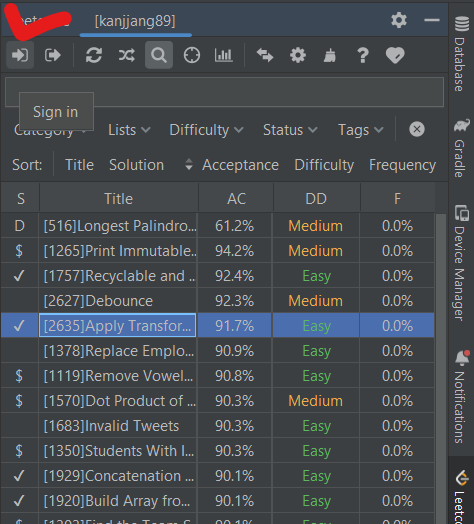 [kanjjang89]
Sign in
Category Lists Difficulty Status Tags
Sort: Title Solution Acceptance Difficulty Frequency
S Title AC DD F
D [516]Longest Palindro... 61.2% Medium 0.0%
$ [1265]Print Immutable... 94.2% Medium 0.0%
✓ [1757]Recyclable and ... 92.4% Easy 0.0%
[2627]Debounce 92.3% Medium 0.0%
✓ [2635]Apply Transfor... 91.7% Easy 0.0%
[1378]Replace Emplo... 90.9% Easy 0.0%
$ [1119]Remove Vowel... 90.8% Easy 0.0%
$ [1570]Dot Product of ... 90.3% Medium 0.0%
[1683]Invalid Tweets 90.3% Easy 0.0%
$ [1350]Students With I... 90.3% Easy 0.0%
✓ [1929]Concatenation ... 90.1% Easy 0.0%
✓ [1920]Build Array fro... 90.1% Easy 0.0%
Database
Gradle
Device Manager
Notifications
Leetc